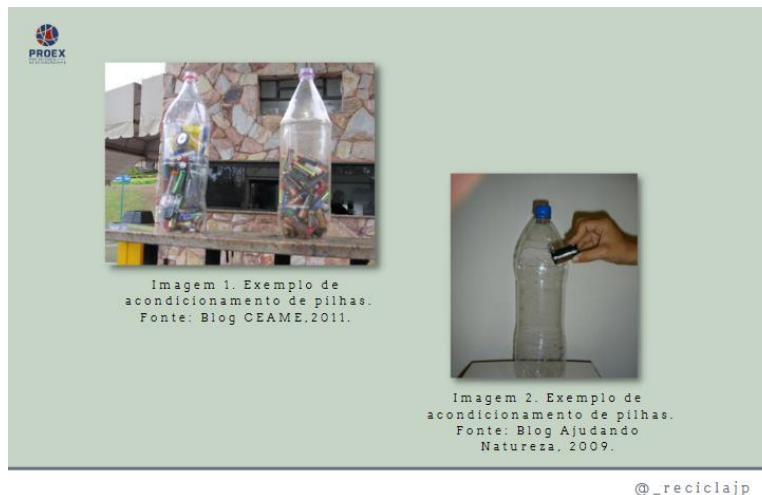 PROEX
Imagem 1. Exemplo de
acondicionamento de pilhas.
Fonte: Blog CEAME,2011.
Imagem 2. Exemplo de
acondicionamento de pilhas.
Fonte: Blog Ajudando
Natureza, 2009.
@_reciclajp